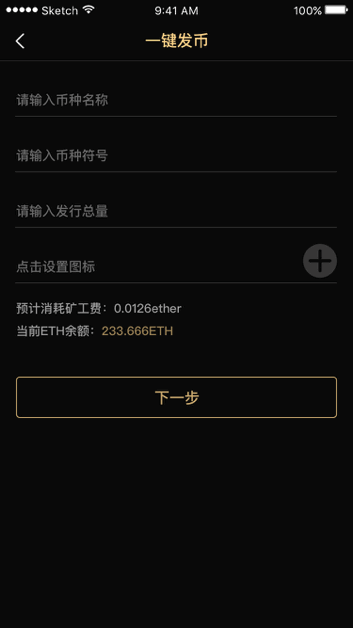 Sketch 9:41 AM 100%
一键发币
请输入币种名称
请输入币种符号
请输入发行总量
点击设置图标
预计消耗矿工费：0.0126ether
当前ETH余额：233.666ETH
下一步